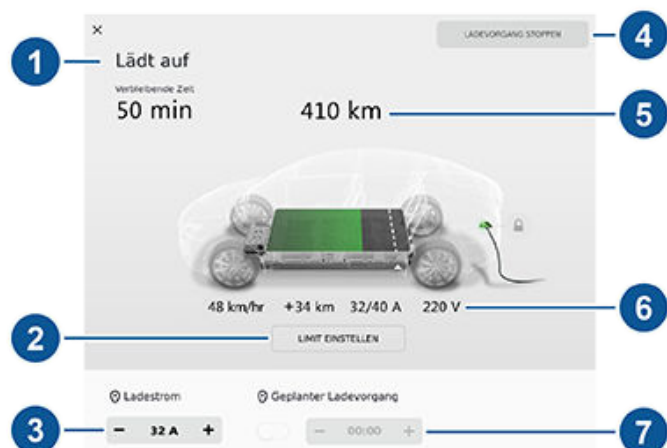 ×
LADEVORGANG STOPPEN
4
1
Lädt auf
Verbleibende Zeit
50 min
410 km
5
48 km/hr +34 km 32/40 A 220 V
6
2
LIMIT EINSTELLEN
Ladestrom
Geplanter Ladevorgang
3
− 32 A +
− 00:00 +
7